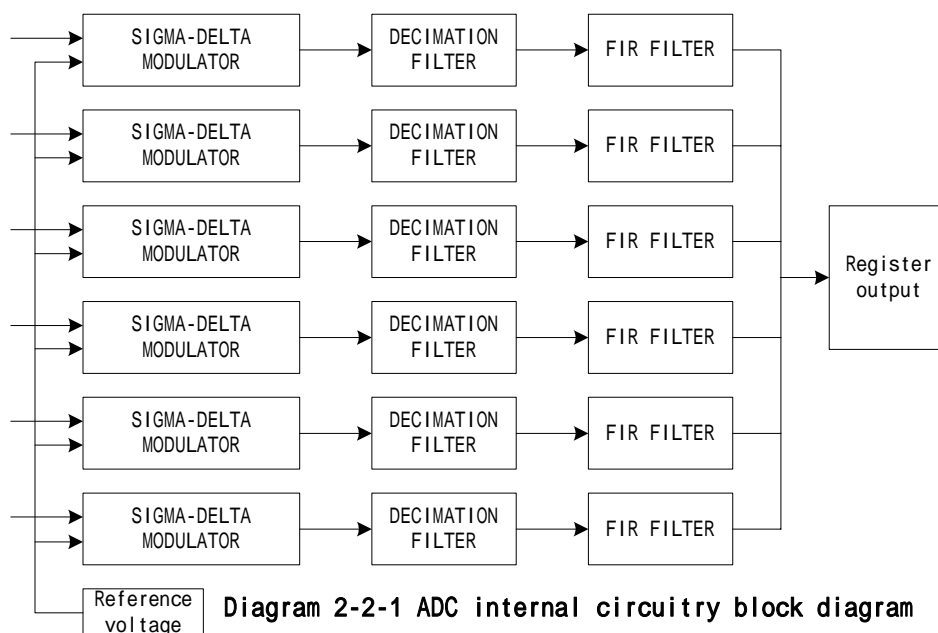 SIGMA-DELTA
MODULATOR
DECIMATION
FILTER
FIR FILTER
SIGMA-DELTA
MODULATOR
DECIMATION
FILTER
FIR FILTER
SIGMA-DELTA
MODULATOR
DECIMATION
FILTER
FIR FILTER
Register
output
SIGMA-DELTA
MODULATOR
DECIMATION
FILTER
FIR FILTER
SIGMA-DELTA
MODULATOR
DECIMATION
FILTER
FIR FILTER
SIGMA-DELTA
MODULATOR
DECIMATION
FILTER
FIR FILTER
Reference
voltage
Diagram 2-2-1 ADC internal circuitry block diagram